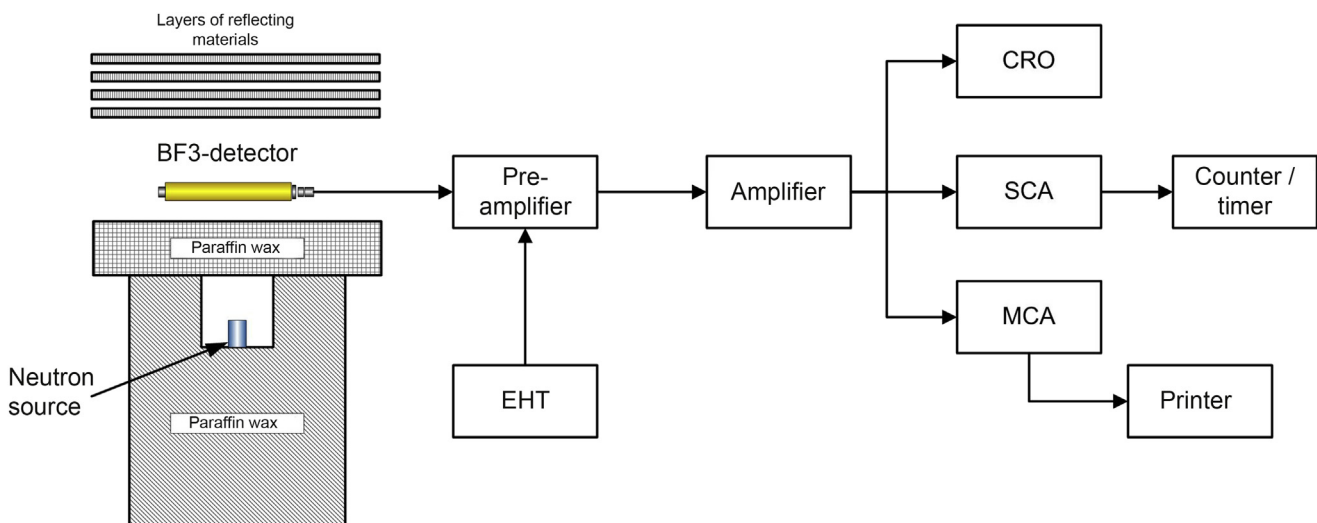 Layers of reflecting
materials
BF3-detector
Paraffin wax
Neutron
source
Paraffin wax
Pre-
amplifier
EHT
Amplifier
CRO
SCA
Counter /
timer
MCA
Printer